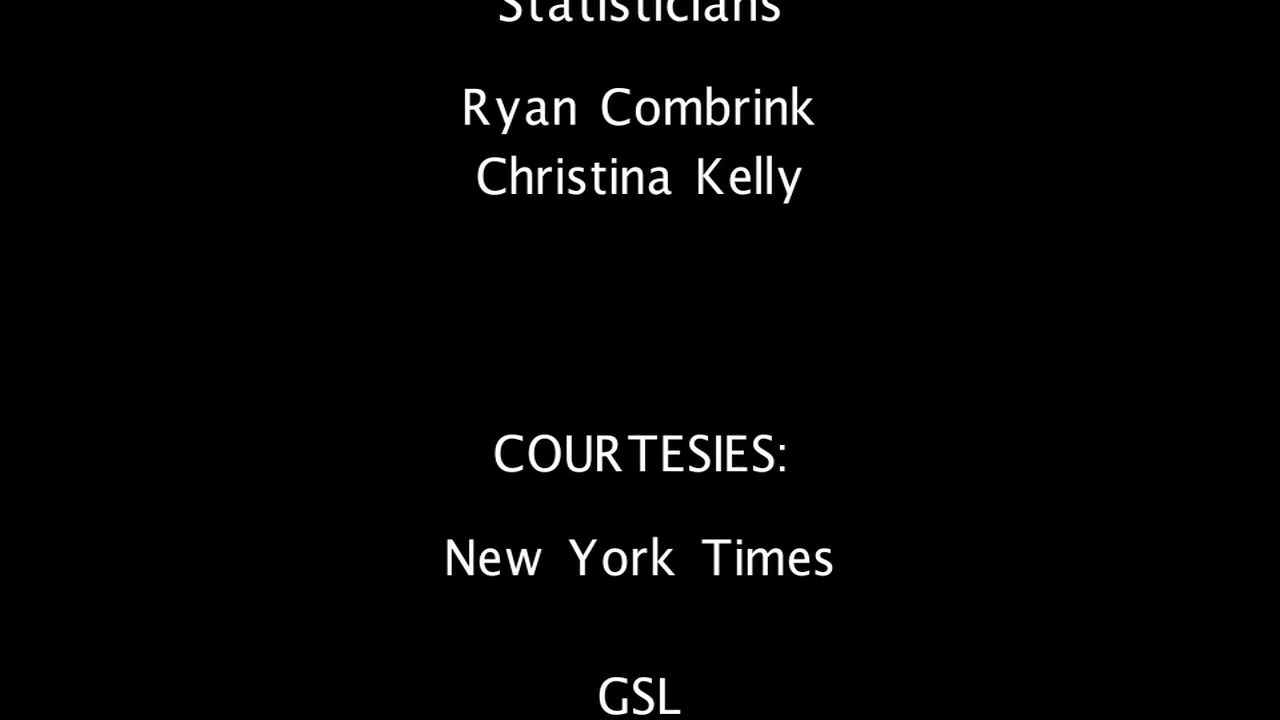 Statisticians
Ryan Combrink
Christina Kelly
COURTESIES:
New York Times
GSL